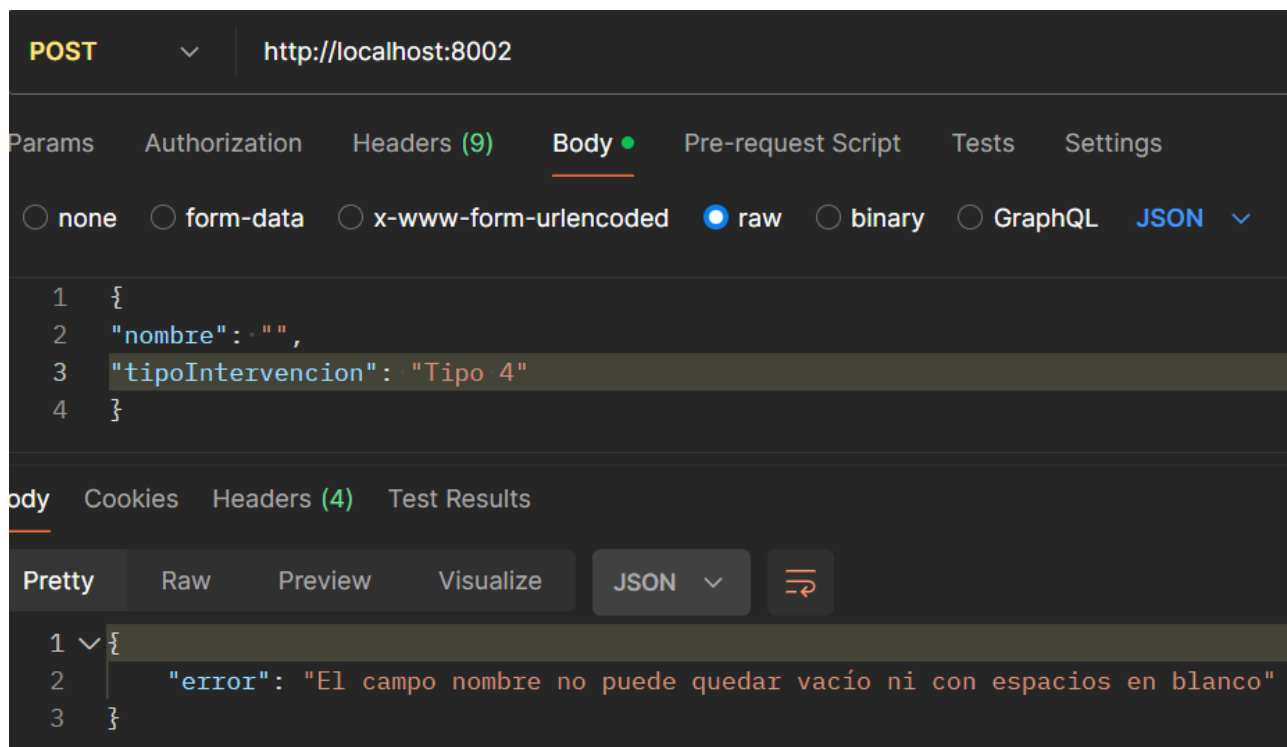 POST http://localhost:8002
Params Authorization Headers (9) Body Pre-request Script Tests Settings
none form-data x-www-form-urlencoded raw binary GraphQL JSON
1 {
2 "nombre": "",
3 "tipoIntervencion": "Tipo 4"
4 }
ody Cookies Headers (4) Test Results
Pretty Raw Preview Visualize JSON
1 {
2 "error": "El campo nombre no puede quedar vacío ni con espacios en blanco"
3 }